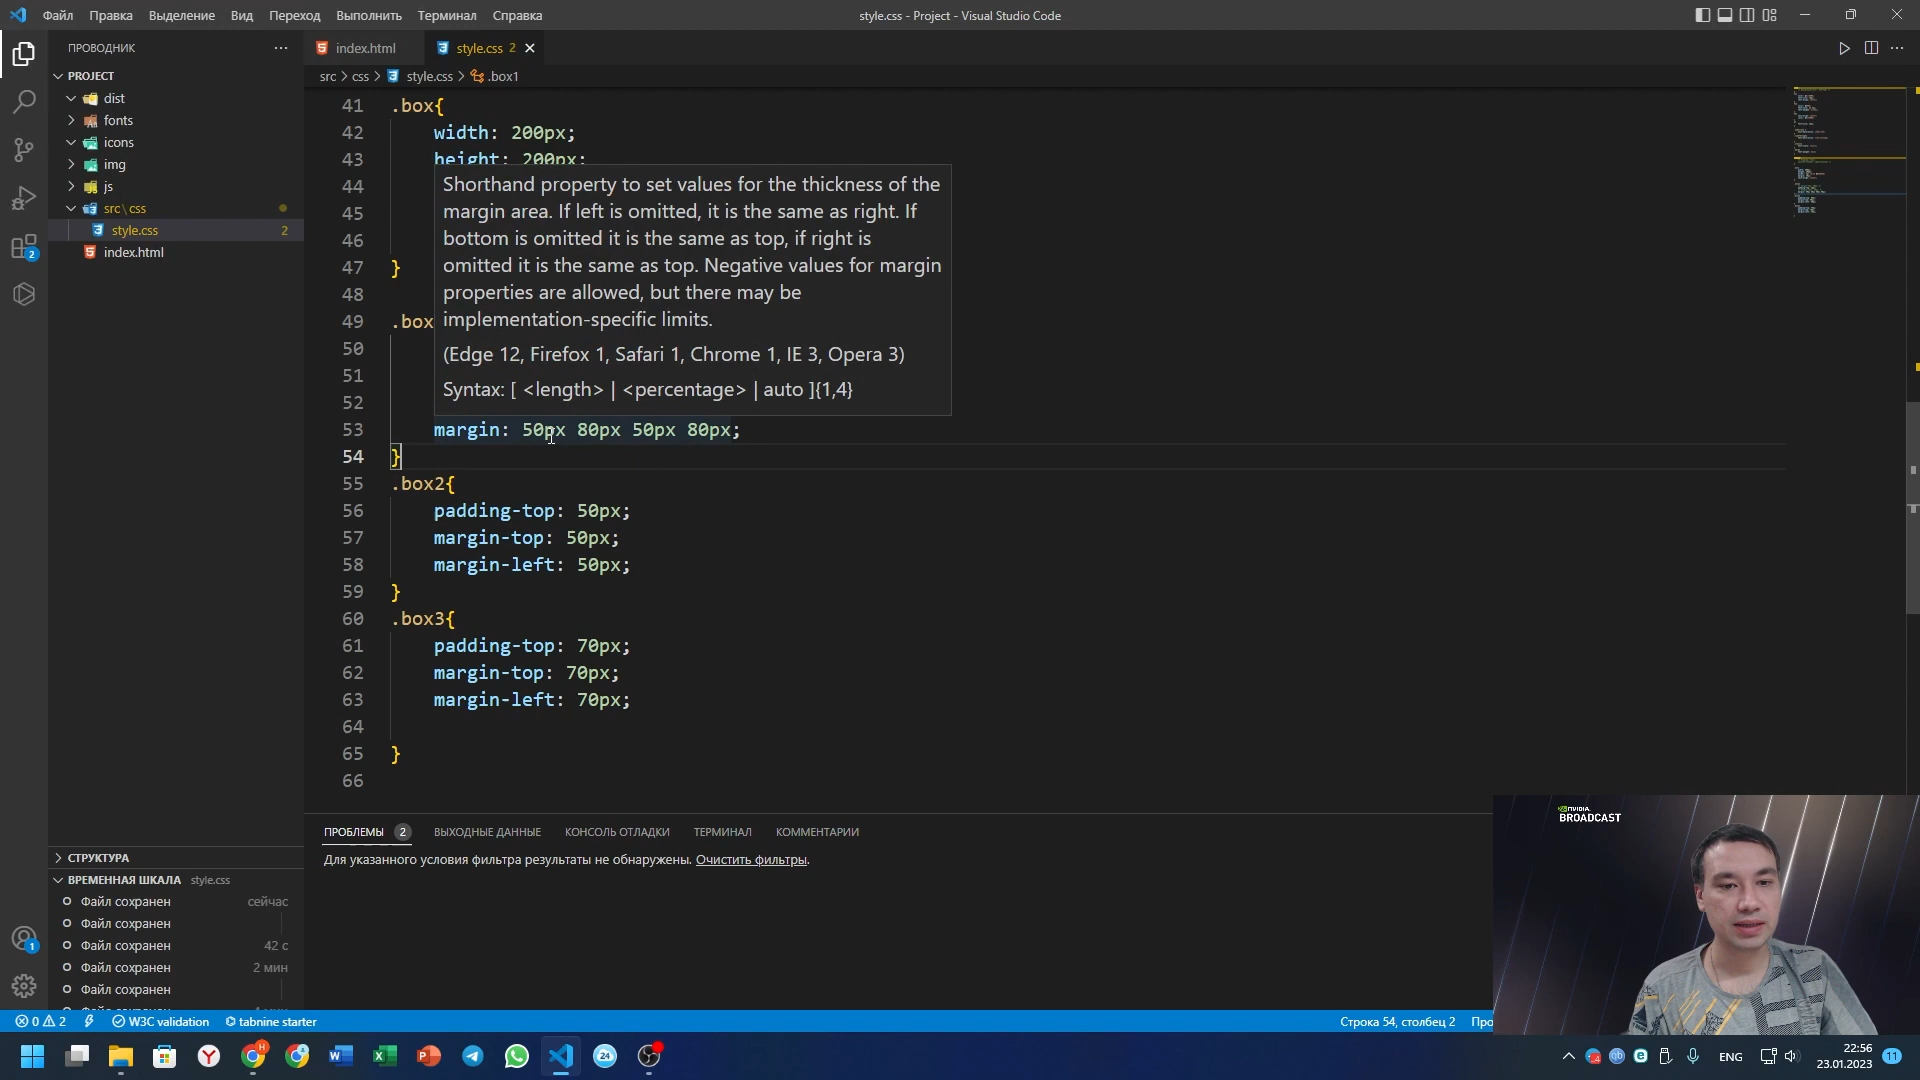 Файл Правка Выделение Вид Переход Выполнить Терминал Справка
style.css - Project - Visual Studio Code
ПРОВОДНИК
index.html
style.css 2
PROJECT
src > css > style.css > .box1
dist
fonts
icons
img
js
src\css
style.css 2
index.html
41 .box{
42 width: 200px;
43 height: 200px;
44
45
46
47 }
48
49 .box
50
51
52
Shorthand property to set values for the thickness of the
margin area. If left is omitted, it is the same as right. If
bottom is omitted it is the same as top, if right is
omitted it is the same as top. Negative values for margin
properties are allowed, but there may be
implementation-specific limits.
(Edge 12, Firefox 1, Safari 1, Chrome 1, IE 3, Opera 3)
Syntax: [ <length> | <percentage> | auto ]{1,4}
53 margin: 50px 80px 50px 80px;
54 }
55 .box2{
56 padding-top: 50px;
57 margin-top: 50px;
58 margin-left: 50px;
59 }
60 .box3{
61 padding-top: 70px;
62 margin-top: 70px;
63 margin-left: 70px;
64
65 }
66
ПРОБЛЕМЫ 2 ВЫХОДНЫЕ ДАННЫЕ КОНСОЛЬ ОТЛАДКИ ТЕРМИНАЛ КОММЕНТАРИИ
Для указанного условия фильтра результаты не обнаружены. Очистить фильтры.
СТРУКТУРА
ВРЕМЕННАЯ ШКАЛА style.css
Файл сохранен сейчас
Файл сохранен
Файл сохранен 42 с
Файл сохранен 2 мин
Файл сохранен
NVIDIA.
BROADCAST
0 2 W3C validation tabnine starter
Строка 54, столбец 2
ENG
22:56
23.01.2023
11